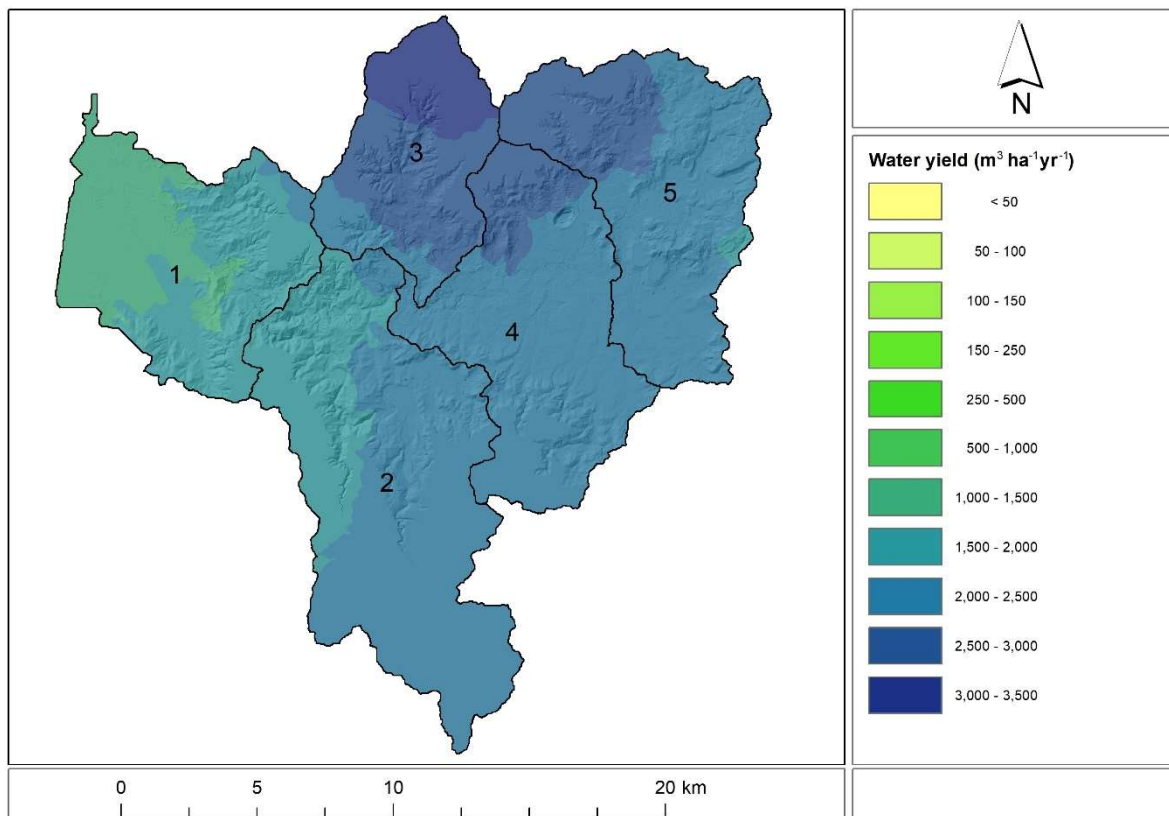 3
5
1
4
2
N
Water yield (m³ ha⁻¹yr⁻¹)
< 50
50 - 100
100 - 150
150 - 250
250 - 500
500 - 1,000
1,000 - 1,500
1,500 - 2,000
2,000 - 2,500
2,500 - 3,000
3,000 - 3,500
0 5 10 20 km